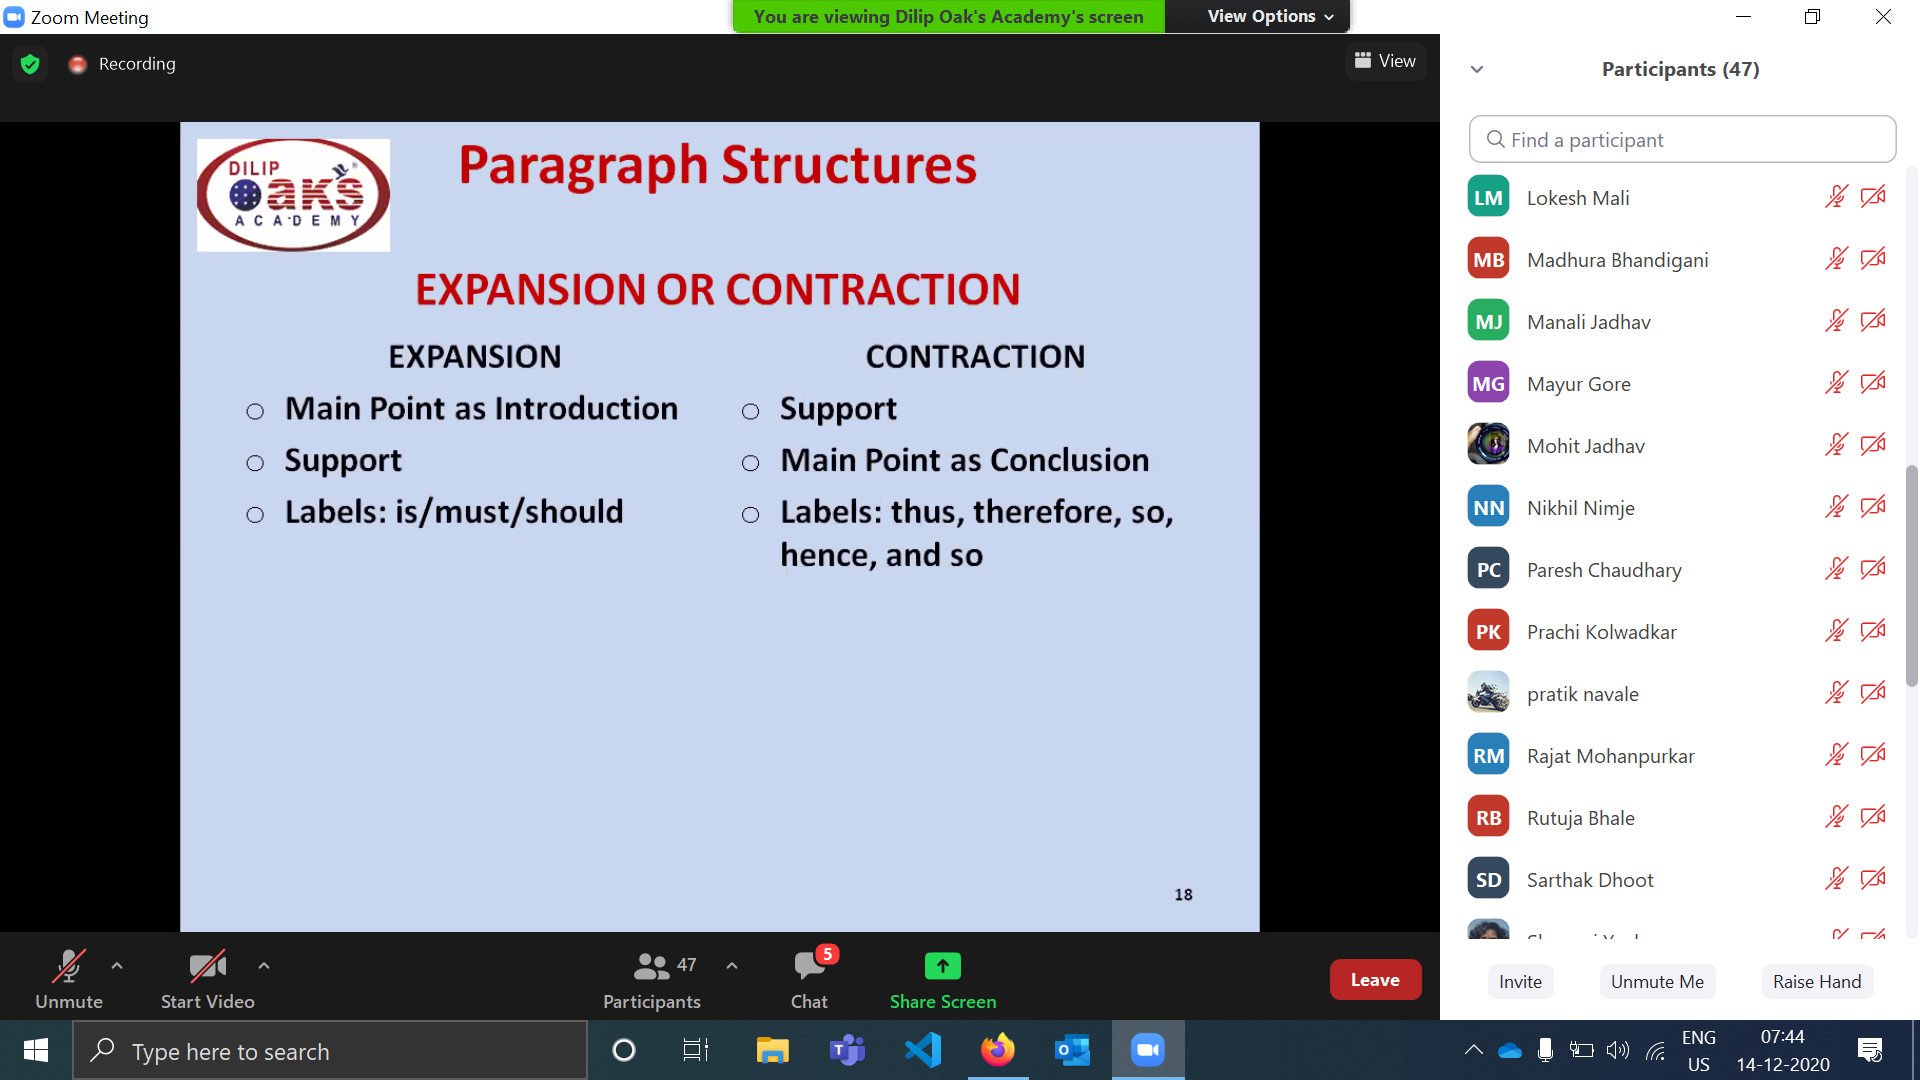 Zoom Meeting
You are viewing Dilip Oak's Academy's screen
View Options
Recording
View
DILIP
OAK'S
ACADEMY
Paragraph Structures
EXPANSION OR CONTRACTION
EXPANSION
Main Point as Introduction
Support
Labels: is/must/should
CONTRACTION
Support
Main Point as Conclusion
Labels: thus, therefore, so,
hence, and so
18
Participants (47)
Find a participant
LM Lokesh Mali
MB Madhura Bhandigani
MJ Manali Jadhav
MG Mayur Gore
Mohit Jadhav
NN Nikhil Nimje
PC Paresh Chaudhary
PK Prachi Kolwadkar
pratik navale
RM Rajat Mohanpurkar
RB Rutuja Bhale
SD Sarthak Dhoot
Invite
Unmute Me
Raise Hand
Unmute
Start Video
47
Participants
5
Chat
Share Screen
Leave
Type here to search
ENG
US
07:44
14-12-2020